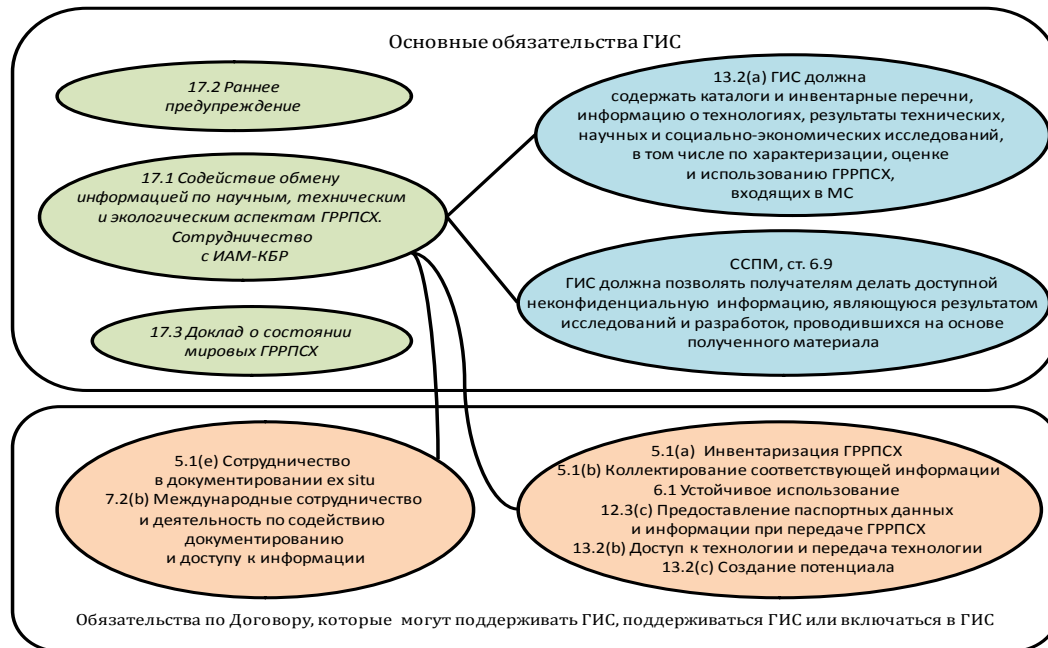 Основные обязательства ГИС
17.2 Раннее
предупреждение
17.1 Содействие обмену
информацией по научным, техническим
и экологическим аспектам ГРРПСХ.
Сотрудничество
с ИАМ-КБР
17.3 Доклад о состоянии
мировых ГРРПСХ
13.2(a) ГИС должна
содержать каталоги и инвентарные перечни,
информацию о технологиях, результаты технических,
научных и социально-экономических исследований,
в том числе по характеризации, оценке
и использованию ГРРПСХ,
входящих в МС
ССПМ, ст. 6.9
ГИС должна позволять получателям делать доступной
неконфиденциальную информацию, являющуюся результатом
исследований и разработок, проводившихся на основе
полученного материала
5.1(e) Сотрудничество
в документировании ex situ
7.2(b) Международные сотрудничество
и деятельность по содействию
документированию
и доступу к информации
5.1(a) Инвентаризация ГРРПСХ
5.1(b) Коллектирование соответствующей информации
6.1 Устойчивое использование
12.3(c) Предоставление паспортных данных
и информации при передаче ГРРПСХ
13.2(b) Доступ к технологии и передача технологии
13.2(c) Создание потенциала
Обязательства по Договору, которые могут поддерживать ГИС, поддерживаться ГИС или включаться в ГИС